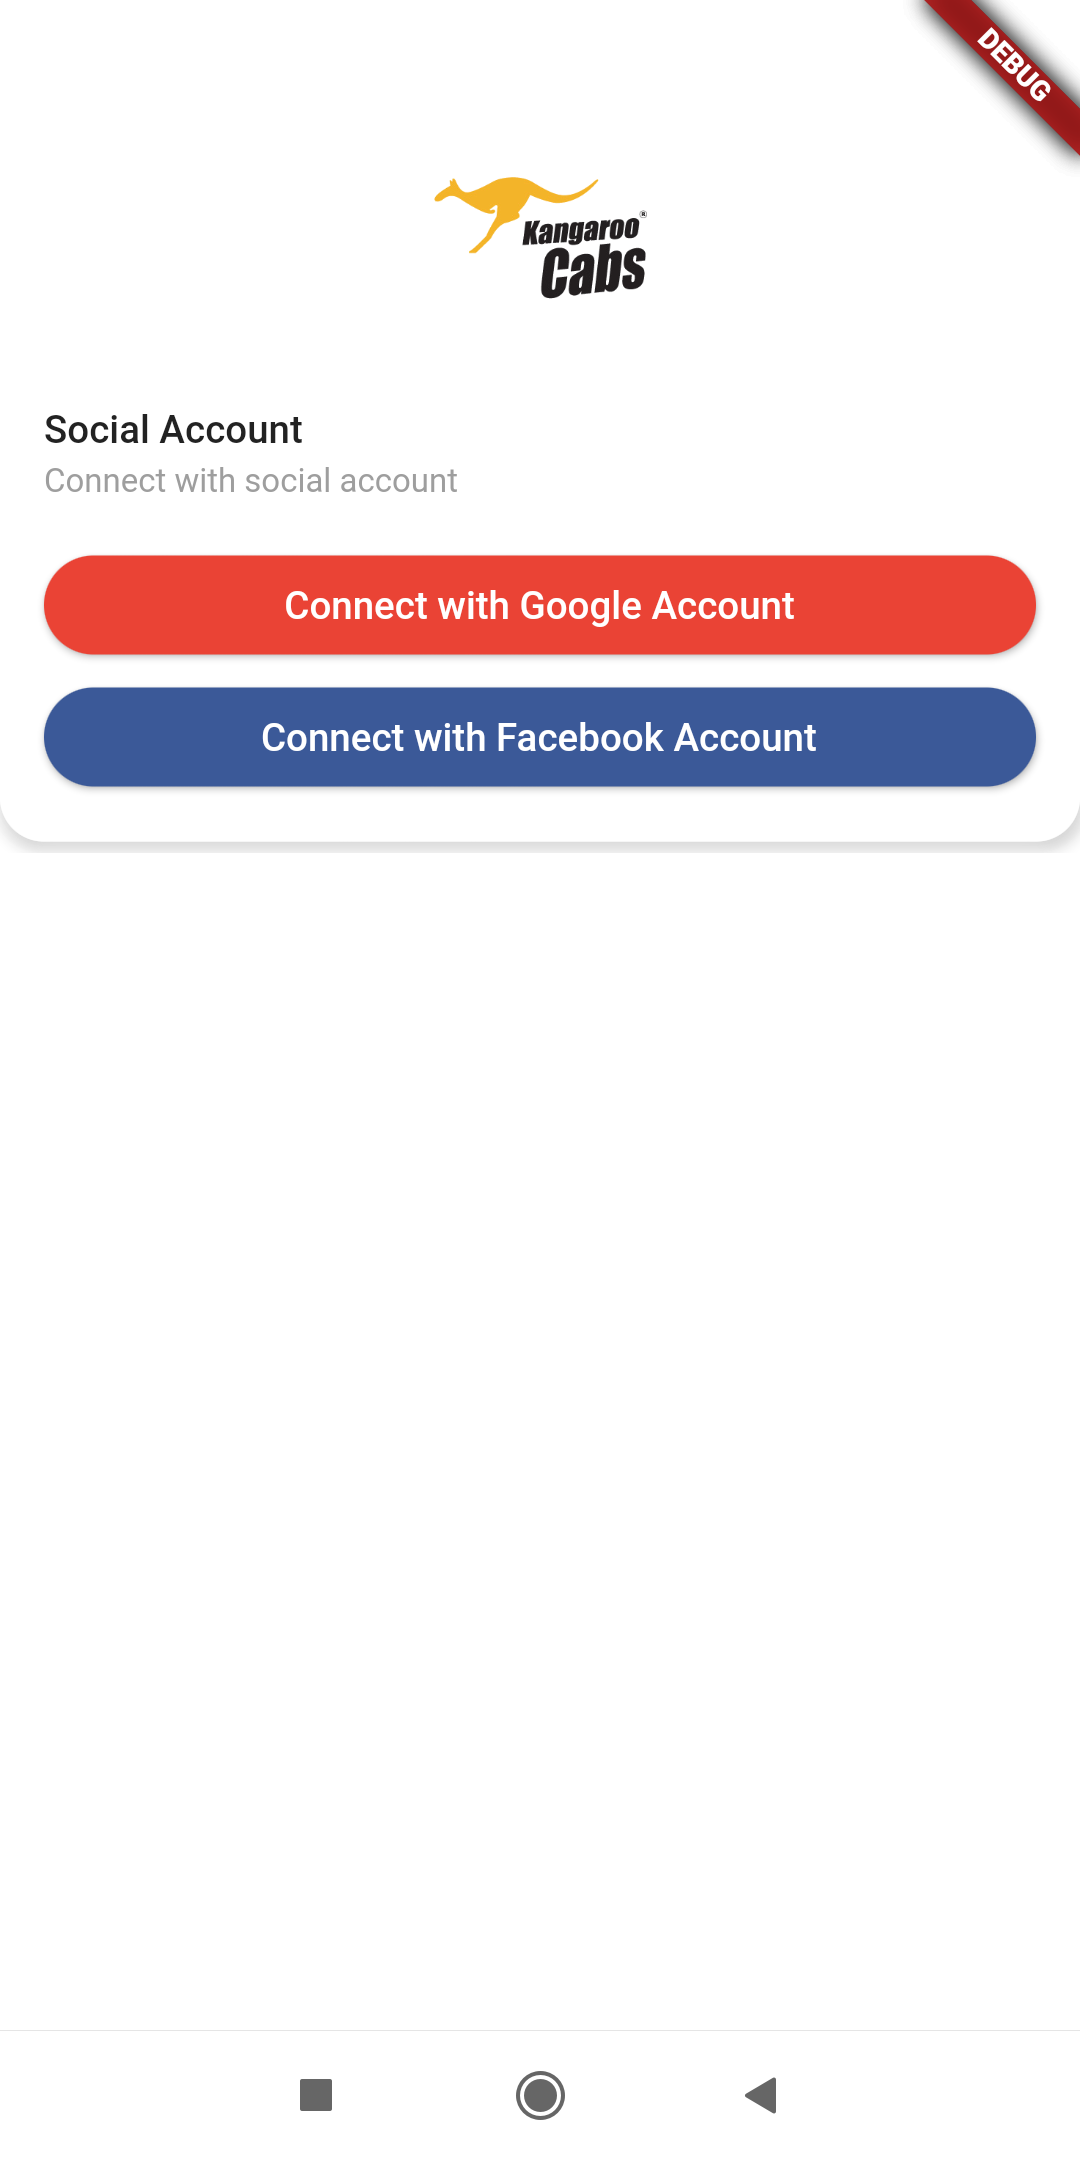 DEBUG
Kangaroo®
Cabs
Social Account
Connect with social account
Connect with Google Account
Connect with Facebook Account